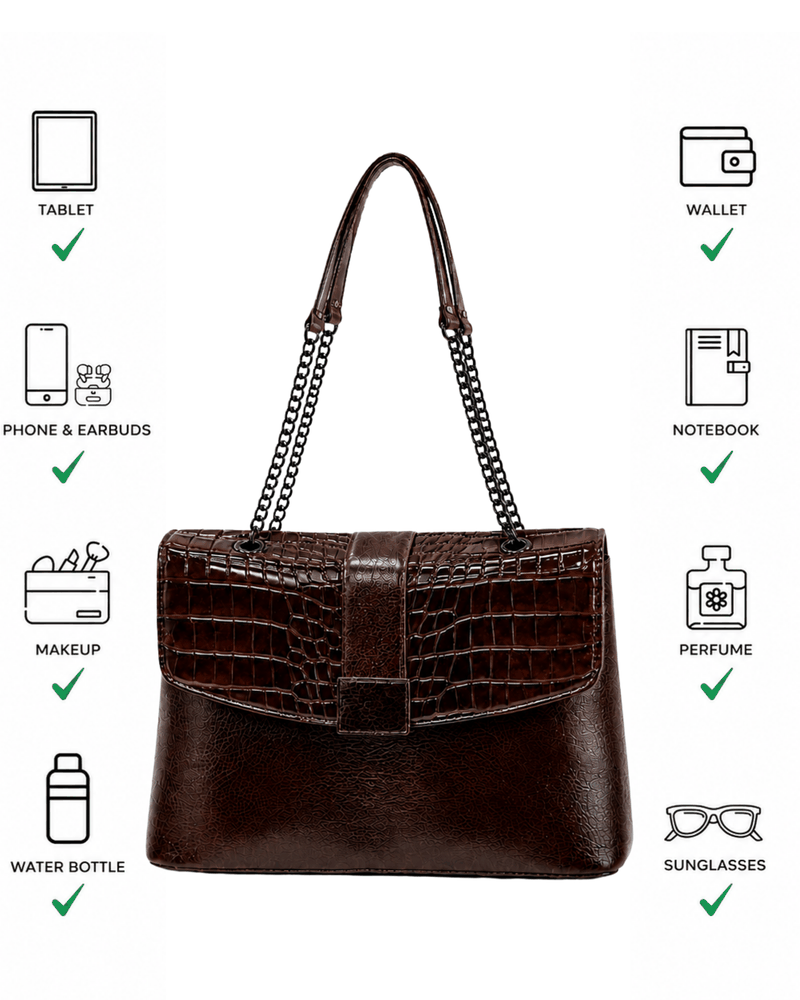 TABLET
WALLET
PHONE & EARBUDS
NOTEBOOK
MAKEUP
PERFUME
WATER BOTTLE
SUNGLASSES